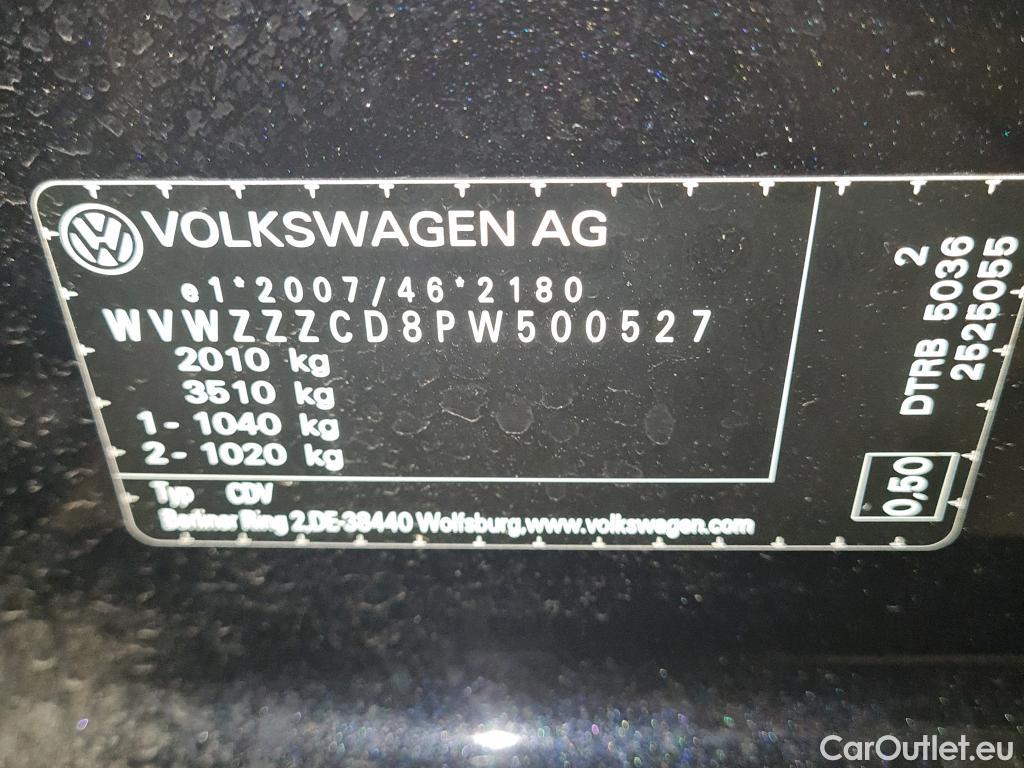 VOLKSWAGEN AG
e1*2007/46*2180
WVWZZZCD8PW500527
2010 kg
3510 kg
1- 1040 kg
2- 1020 kg
Typ CDV
Berliner Ring 2,DE-38440 Wolfsburg,www.volkswagen.com
2
DTRB 5036
2525055
0,50
CarOutlet.eu